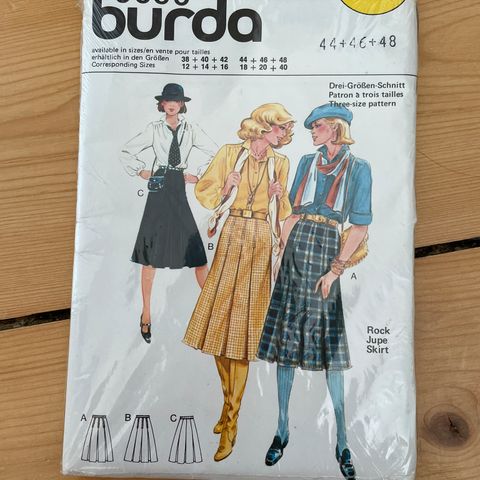 burda
44+46+48
available in sizes/en vente pour tailles
erhältlich in den Größen 38 + 40 + 42 44 + 46 + 48
Corresponding Sizes 12 + 14 + 16 18 + 20 + 40
Drei-Größen-Schnitt
Patron à trois tailles
Three-size pattern
C
B
A
Rock
Jupe
Skirt
A B C